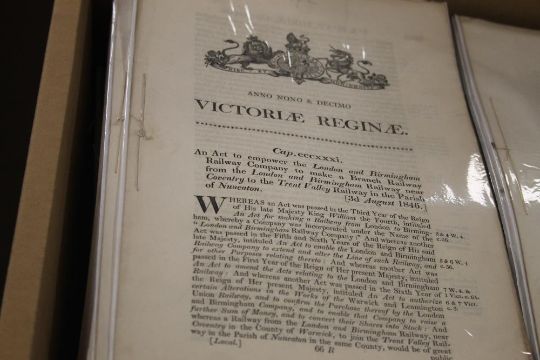 ANNO NONO & DECIMO
VICTORIÆ REGINÆ.
Cap. cccxxxi.
An Act to empower the London and Birmingham
Railway Company to make a Branch Railway
from the London and Birmingham Railway near
Coventry to the Trent Valley Railway in the Parish
of Nuneaton. [3d August 1846.]
WHEREAS an Act was passed in the Third Year of the Reign
of His late Majesty King William the Fourth, intituled
An Act for making a Railway from London to Birming-
ham, whereby a Company was incorporated under the Name of the
"London and Birmingham Railway Company:" And whereas another
Act was passed in the Fifth and Sixth Years of the Reign of His said
late Majesty, intituled An Act to enable the London and Birmingham
Railway Company to extend and alter the Line of such Railway, and
for other Purposes relating thereto: And whereas another Act was
passed in the First Year of the Reign of Her present Majesty, intituled
An Act to amend the Acts relating to the London and Birmingham
Railway: And whereas another Act was passed in the Sixth Year of
the Reign of Her present Majesty, intituled An Act to authorize
certain Alterations in the Works of the Warwick and Leamington
Union Railway, and to confirm the Purchase thereof by the London
and Birmingham Company, and to enable that Company to raise a
further Sum of Money, and to convert their Shares into Stock: And
whereas a Railway from the London and Birmingham Railway, near
Coventry in the County of Warwick, to join the Trent Valley Rail-
way in the Parish of Nuneaton in the same County, would be of great
[Local.] 66 R public